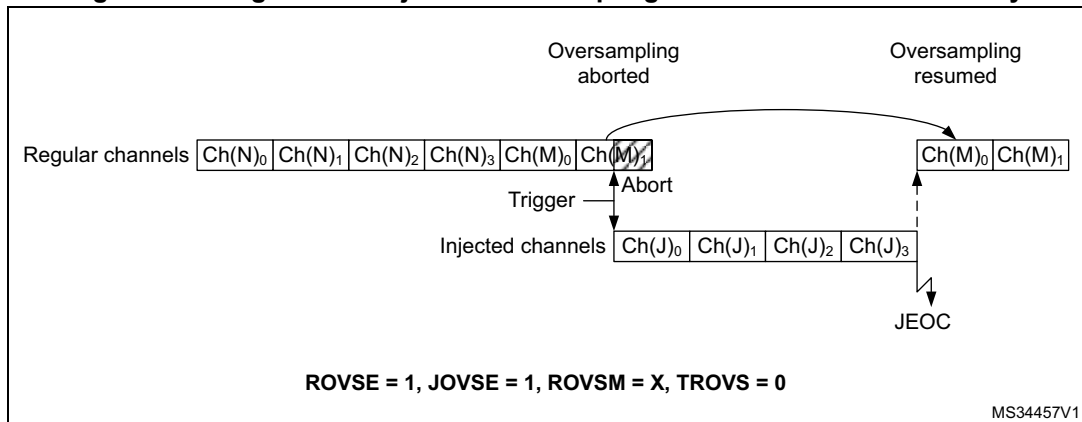 Oversampling aborted
Oversampling resumed
Regular channels Ch(N)₀ Ch(N)₁ Ch(N)₂ Ch(N)₃ Ch(M)₀ Ch(M)₁ Ch(M)₀ Ch(M)₁
Abort
Trigger
Injected channels Ch(J)₀ Ch(J)₁ Ch(J)₂ Ch(J)₃
JEOC
ROVSE = 1, JOVSE = 1, ROVSM = X, TROVS = 0
MS34457V1